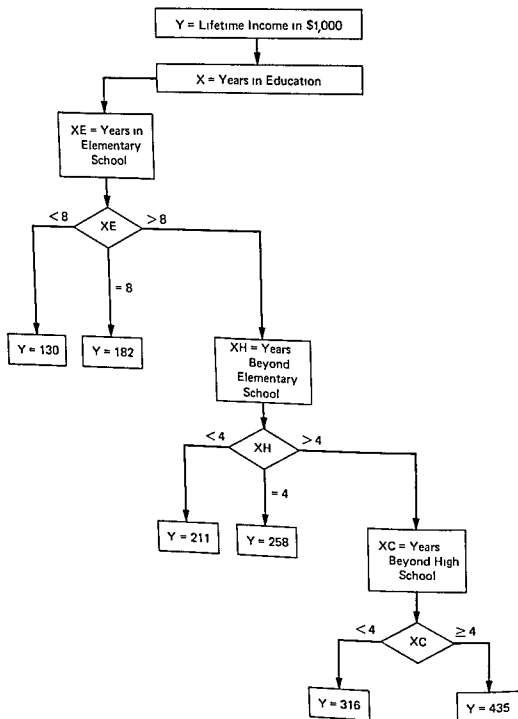 Y = Lifetime Income in $1,000
X = Years in Education
XE = Years in
Elementary
School
<8
XE
>8
= 8
Y = 130
Y = 182
XH = Years
Beyond
Elementary
School
<4
XH
>4
= 4
Y = 211
Y = 258
XC = Years
Beyond High
School
<4
XC
≥4
Y = 316
Y = 435